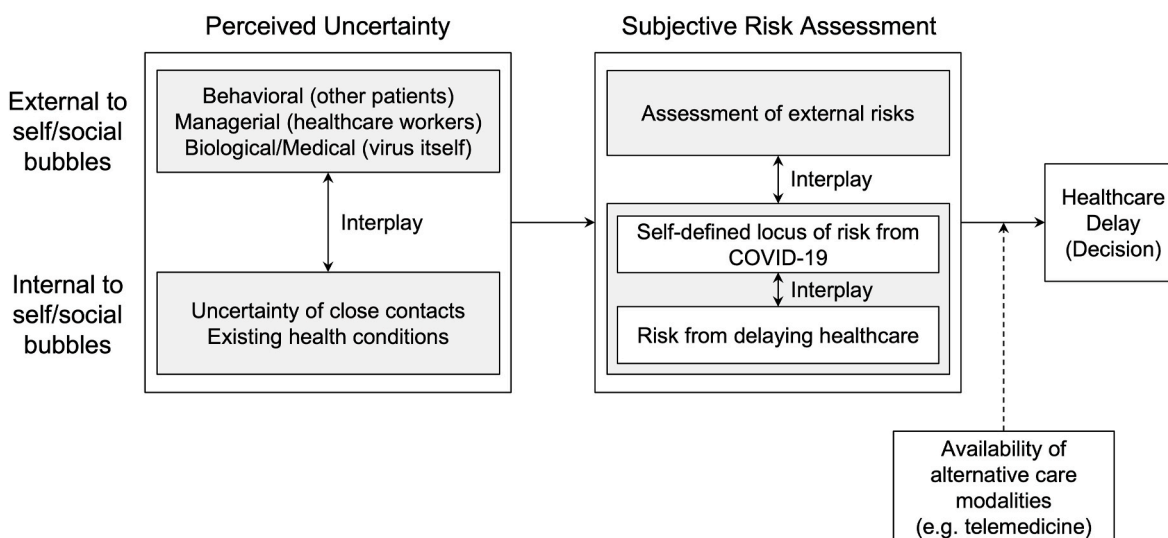 Perceived Uncertainty
Subjective Risk Assessment
External to
self/social
bubbles
Behavioral (other patients)
Managerial (healthcare workers)
Biological/Medical (virus itself)
Interplay
Internal to
self/social
bubbles
Uncertainty of close contacts
Existing health conditions
Assessment of external risks
Interplay
Self-defined locus of risk from
COVID-19
Interplay
Risk from delaying healthcare
Healthcare
Delay
(Decision)
Availability of
alternative care
modalities
(e.g. telemedicine)